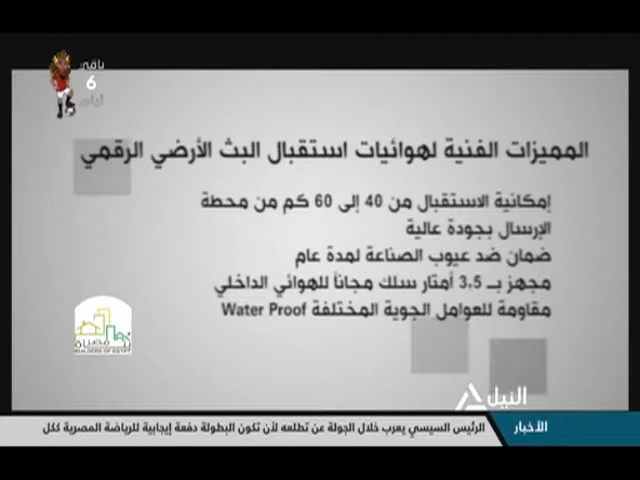 باقي
6
أيام
المميزات الفنية لهوائيات استقبال البث الأرضي الرقمي
إمكانية الاستقبال من 40 إلى 60 كم من محطة
الإرسال بجودة عالية
ضمان ضد عيوب الصناعة لمدة عام
مجهز بـ 3,5 أمتار سلك مجاناً للهوائي الداخلي
مقاومة للعوامل الجوية المختلفة Water Proof
BUILDERS OF EGYPT
النيل
الأخبار
الرئيس السيسي يعرب خلال الجولة عن تطلعه لأن تكون البطولة دفعة إيجابية للرياضة المصرية ككل